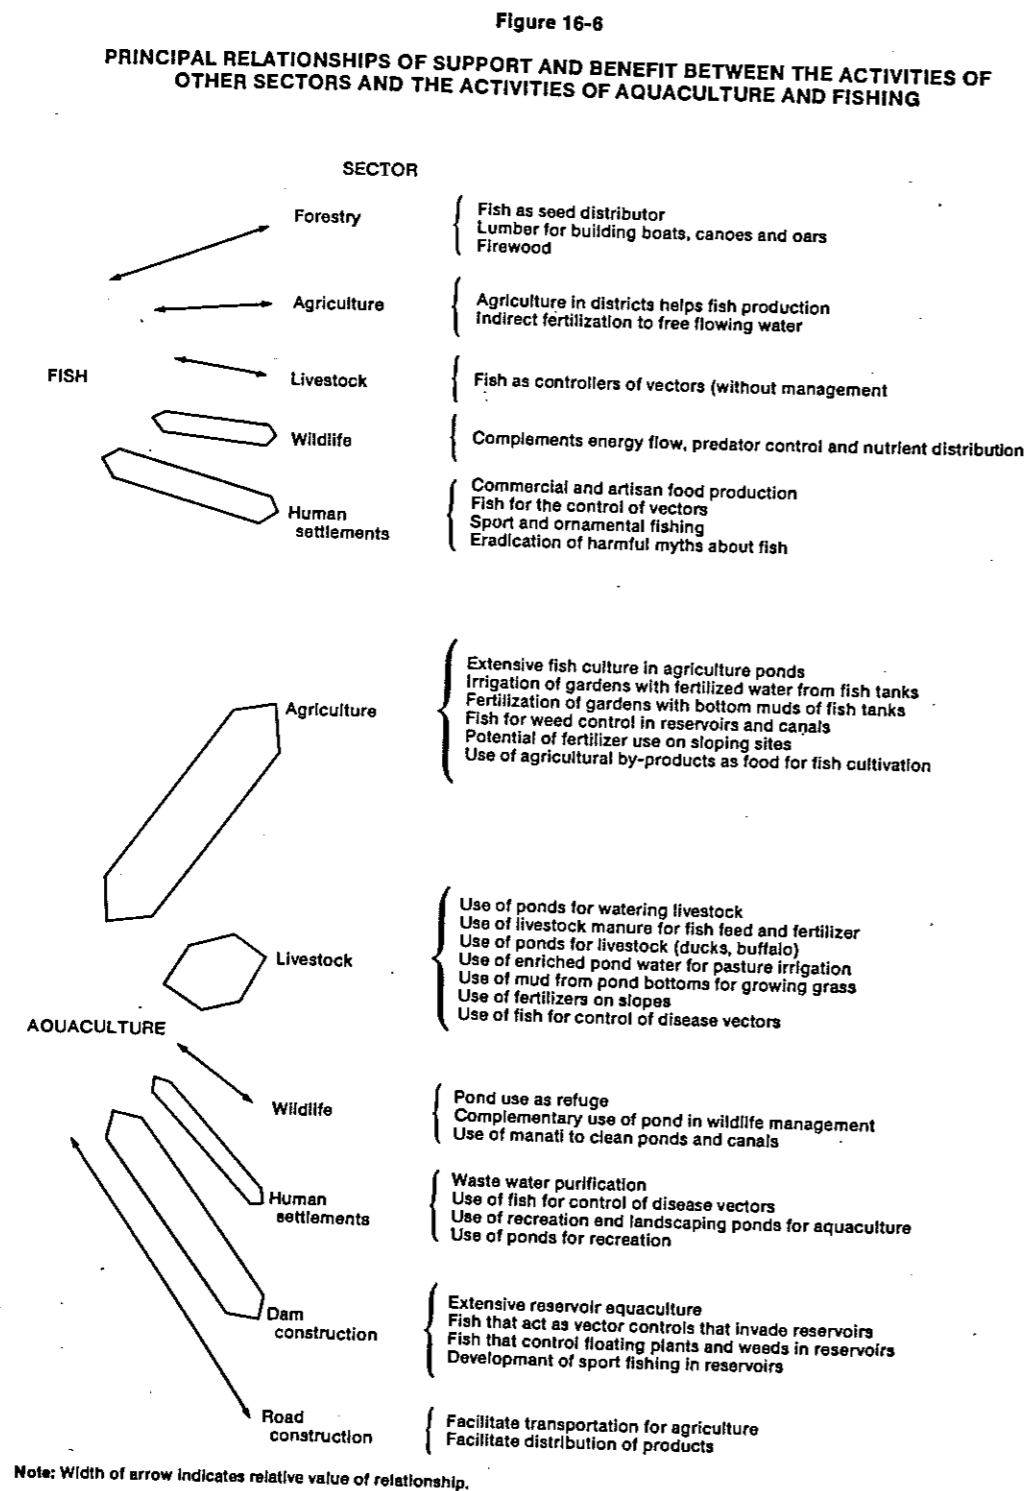 Figure 16-6
PRINCIPAL RELATIONSHIPS OF SUPPORT AND BENEFIT BETWEEN THE ACTIVITIES OF
OTHER SECTORS AND THE ACTIVITIES OF AQUACULTURE AND FISHING
SECTOR
Forestry
Fish as seed distributor
Lumber for building boats, canoes and oars
Firewood
Agriculture
Agriculture in districts helps fish production
Indirect fertilization to free flowing water
FISH
Livestock
Fish as controllers of vectors (without management
Wildlife
Complements energy flow, predator control and nutrient distribution
Human
settlements
Commercial and artisan food production
Fish for the control of vectors
Sport and ornamental fishing
Eradication of harmful myths about fish
Agriculture
Extensive fish culture in agriculture ponds
Irrigation of gardens with fertilized water from fish tanks
Fertilization of gardens with bottom muds of fish tanks
Fish for weed control in reservoirs and canals
Potential of fertilizer use on sloping sites
Use of agricultural by-products as food for fish cultivation
Livestock
Use of ponds for watering livestock
Use of livestock manure for fish feed and fertilizer
Use of ponds for livestock (ducks, buffalo)
Use of enriched pond water for pasture irrigation
Use of mud from pond bottoms for growing grass
Use of fertilizers on slopes
Use of fish for control of disease vectors
AOUACULTURE
Wildlife
Pond use as refuge
Complementary use of pond in wildlife management
Use of manati to clean ponds and canals
Human
settlements
Waste water purification
Use of fish for control of disease vectors
Use of recreation end landscaping ponds for aquaculture
Use of ponds for recreation
Dam
construction
Extensive reservoir equaculture
Fish that act as vector controls that invade reservoirs
Fish that control floating plants and weeds in reservoirs
Developmant of sport fishing in reservoirs
Road
construction
Facilitate transportation for agriculture
Facilitate distribution of products
Note: Width of arrow indicates relative value of relationship.